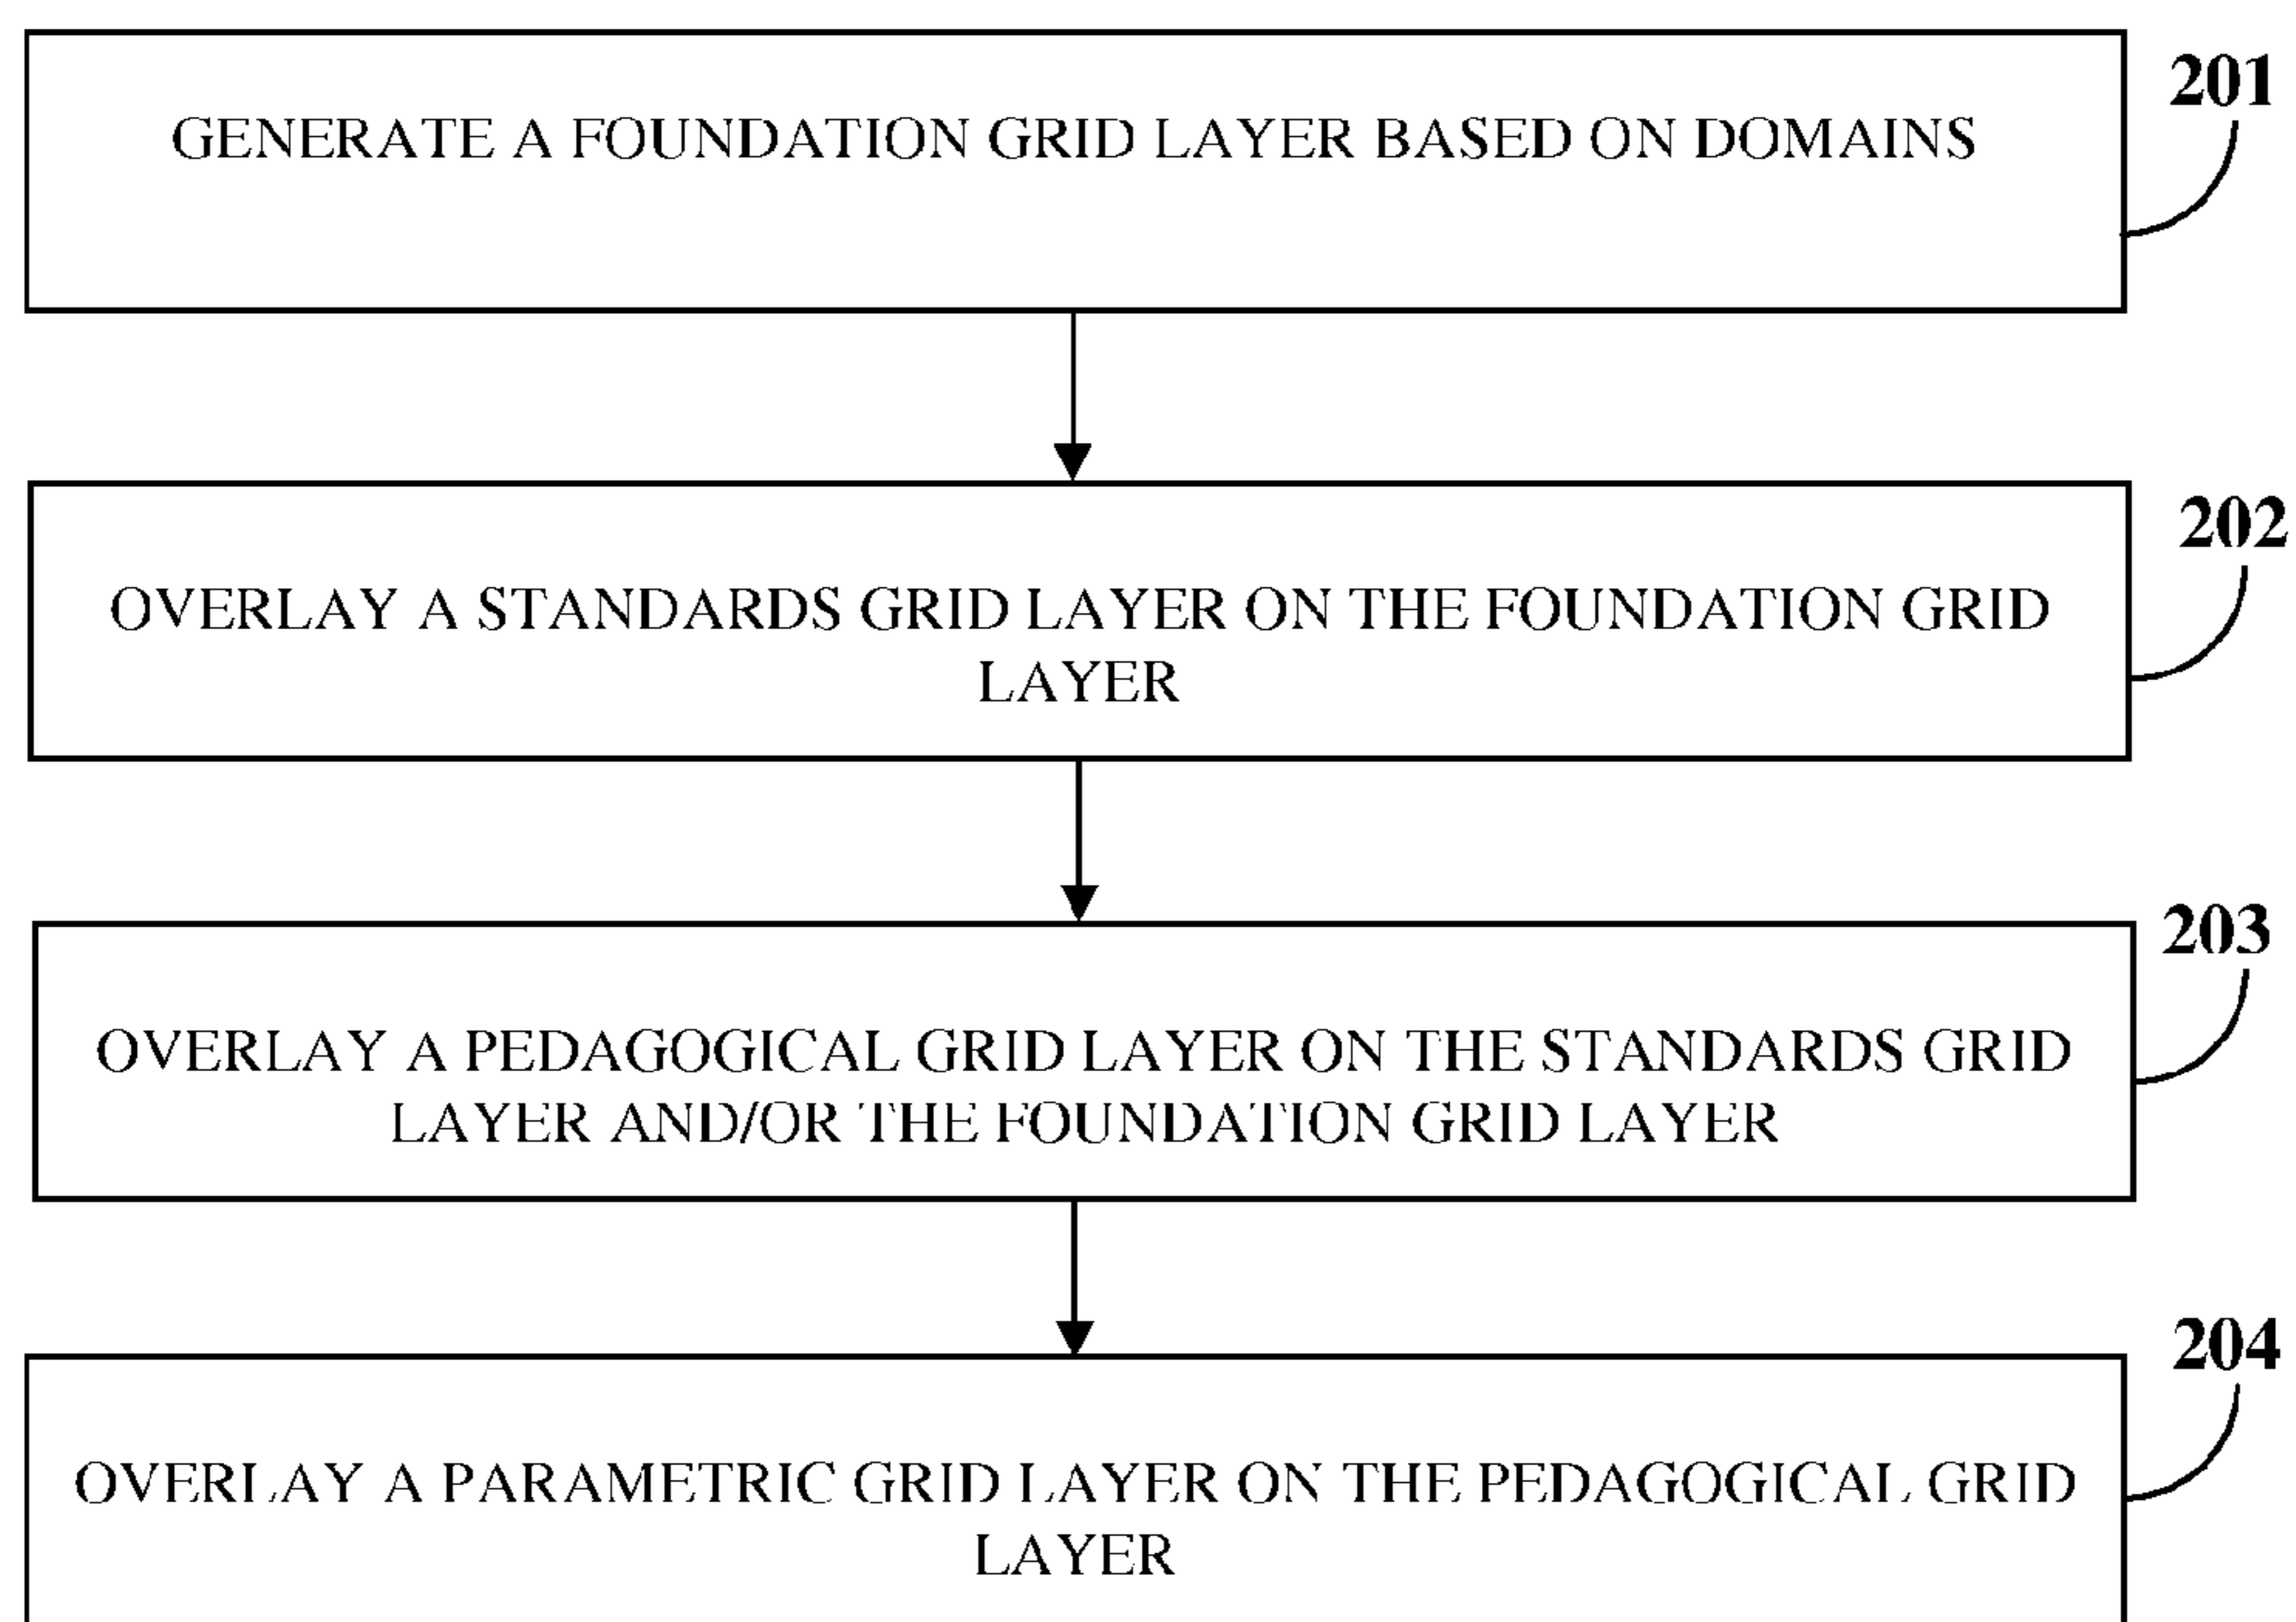 201
GENERATE A FOUNDATION GRID LAYER BASED ON DOMAINS
202
OVERLAY A STANDARDS GRID LAYER ON THE FOUNDATION GRID
LAYER
203
OVERLAY A PEDAGOGICAL GRID LAYER ON THE STANDARDS GRID
LAYER AND/OR THE FOUNDATION GRID LAYER
204
OVERLAY A PARAMETRIC GRID LAYER ON THE PEDAGOGICAL GRID
LAYER